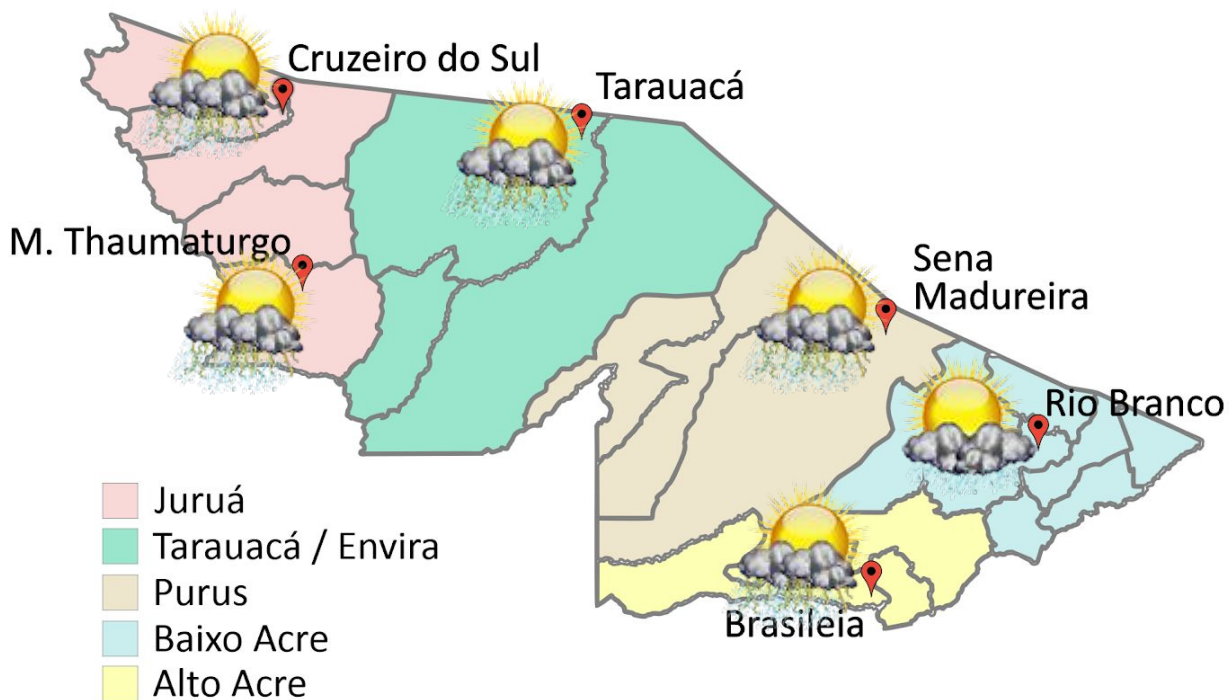 Cruzeiro do Sul
Tarauacá
M. Thaumaturgo
Sena
Madureira
Rio Branco
Brasileia
Juruá
Tarauacá / Envira
Purus
Baixo Acre
Alto Acre